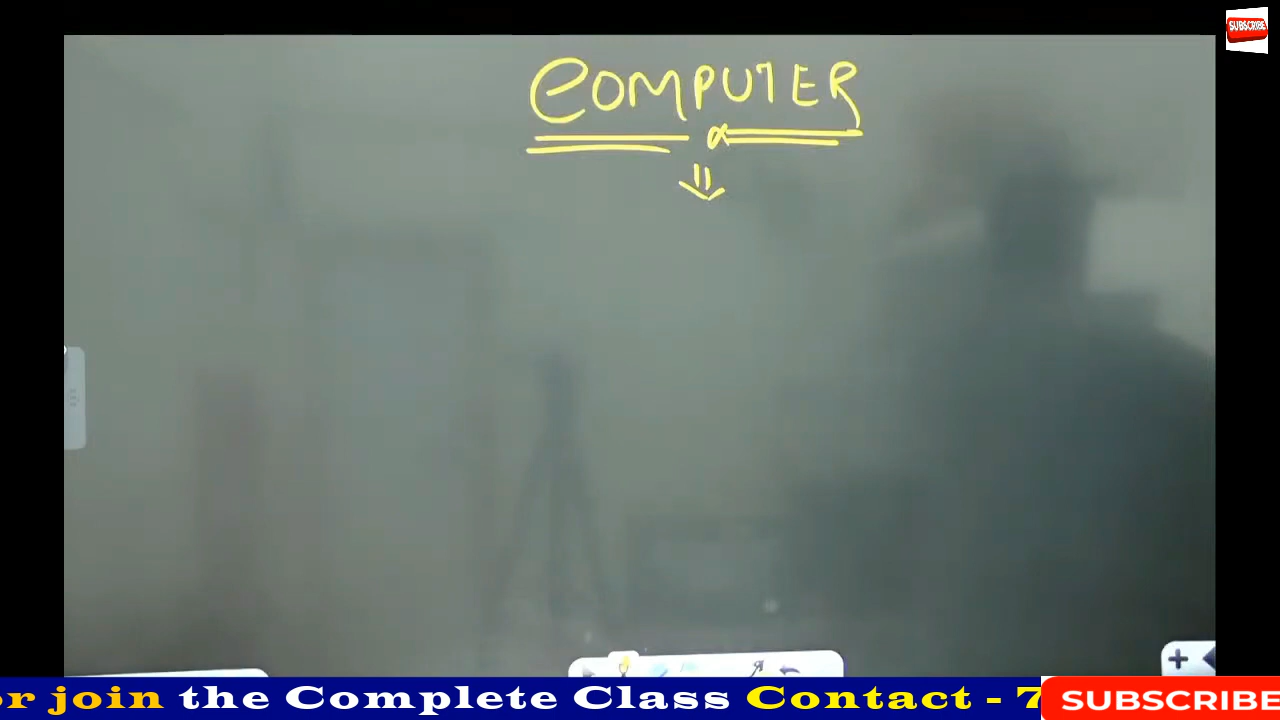 SUBSCRIBE
COMPUTER
or join the Complete Class Contact - 7
SUBSCRIBE